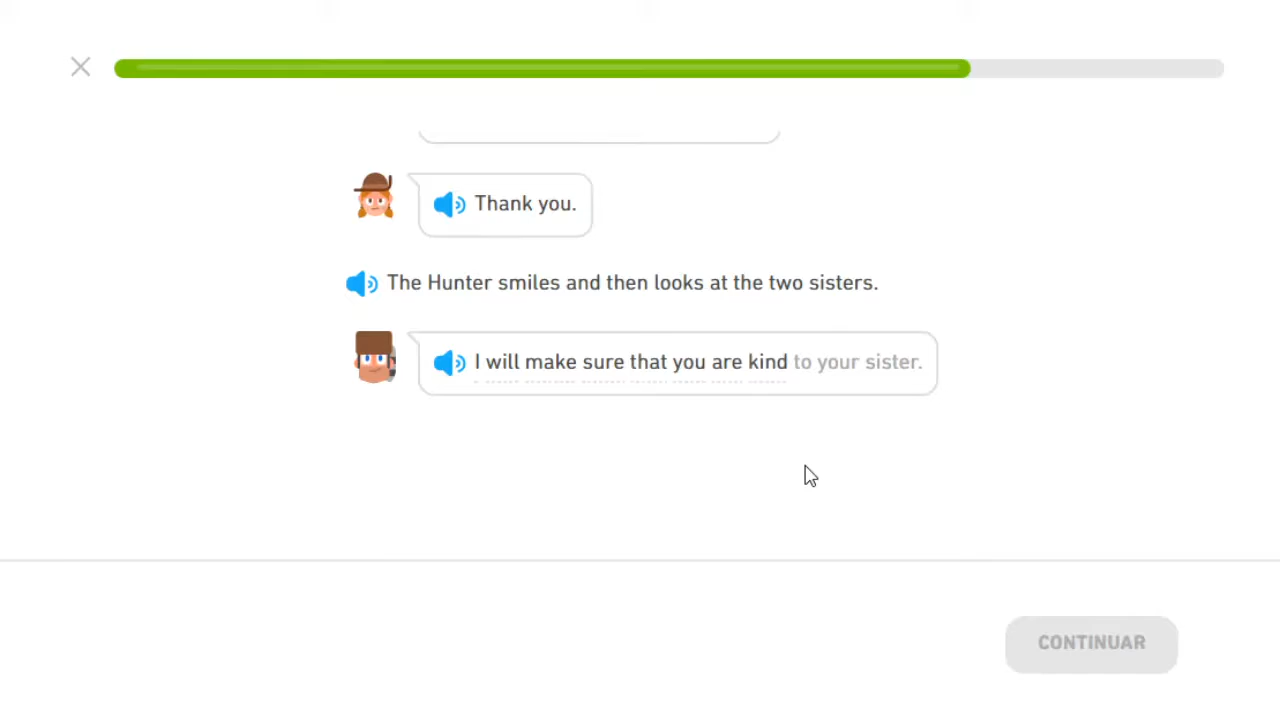 Thank you.
The Hunter smiles and then looks at the two sisters.
I will make sure that you are kind to your sister.
CONTINUAR